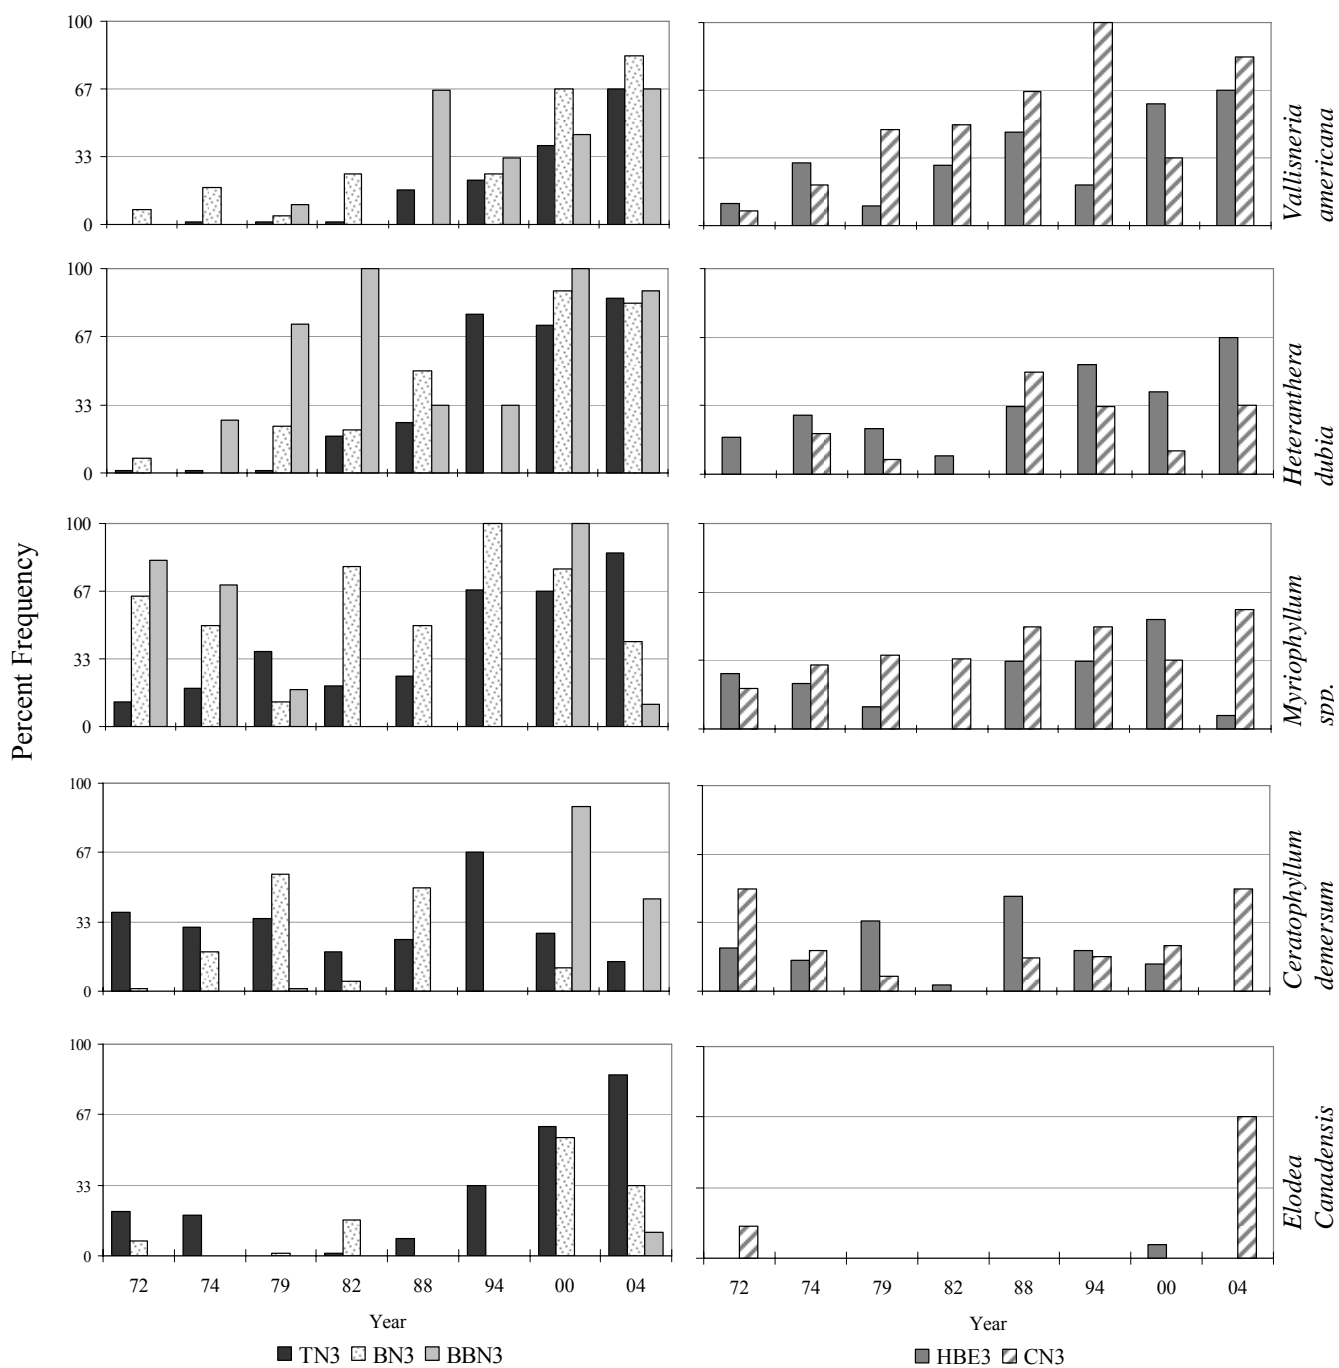 Percent Frequency
100
67
33
0
Vallisneria
americana
100
67
33
0
Heteranthera
dubia
100
67
33
0
Myriophyllum
spp.
100
67
33
0
Ceratophyllum
demersum
100
67
33
0
Elodea
Canadensis
72 74 79 82 88 94 00 04
Year
TN3 BN3 BBN3
72 74 79 82 88 94 00 04
Year
HBE3 CN3